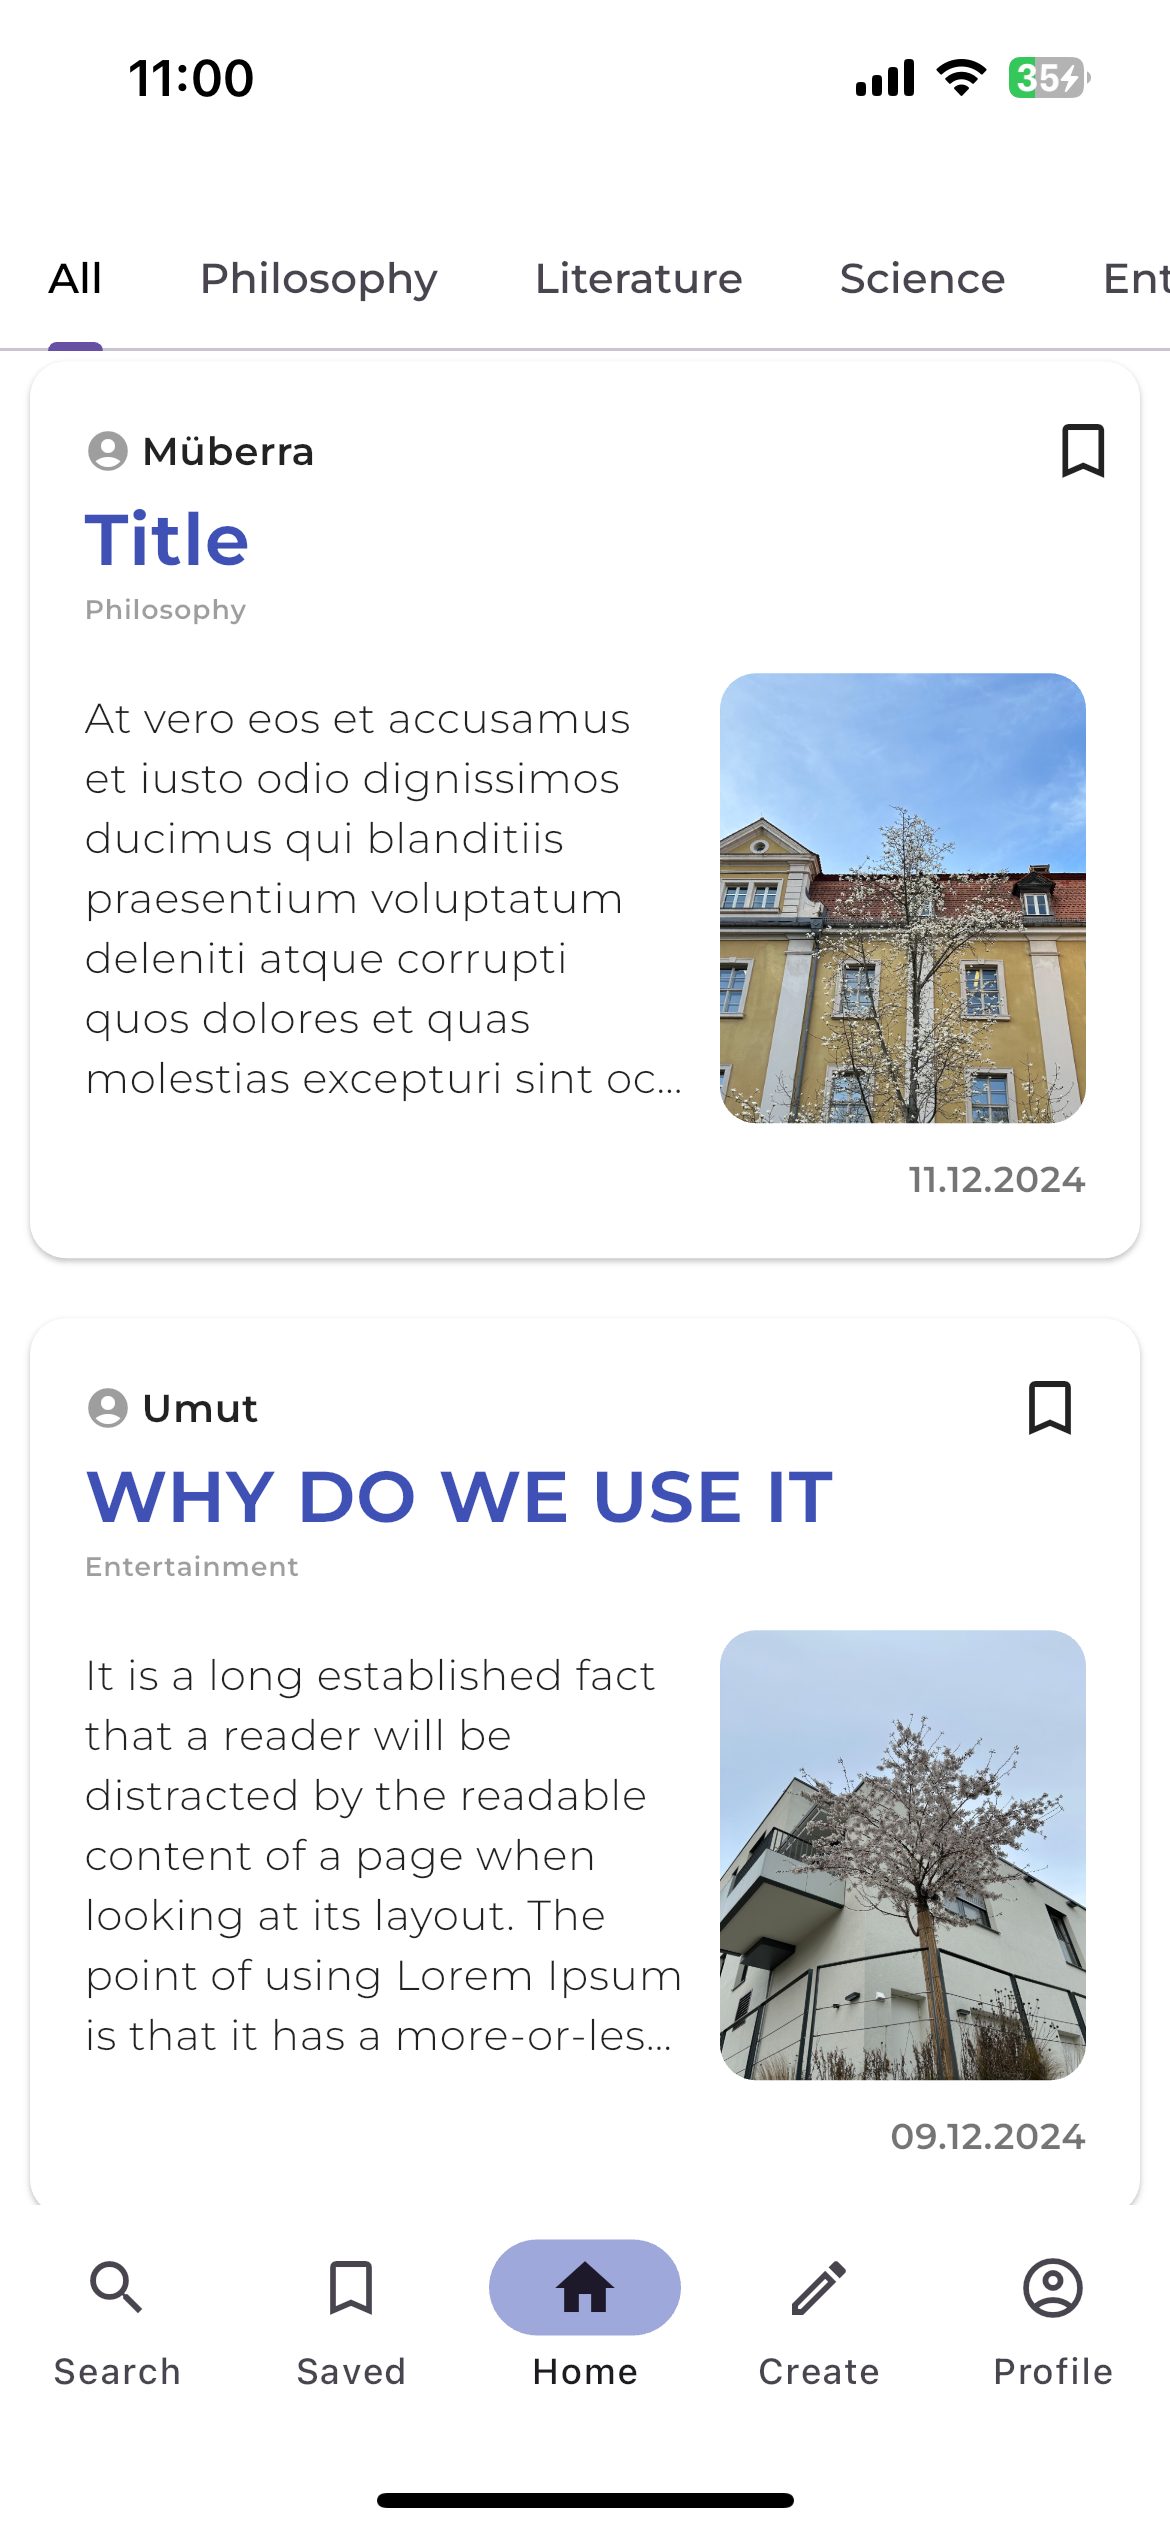 11:00
35
All Philosophy Literature Science Ent
Müberra
Title
Philosophy
At vero eos et accusamus
et iusto odio dignissimos
ducimus qui blanditiis
praesentium voluptatum
deleniti atque corrupti
quos dolores et quas
molestias excepturi sint oc...
11.12.2024
Umut
WHY DO WE USE IT
Entertainment
It is a long established fact
that a reader will be
distracted by the readable
content of a page when
looking at its layout. The
point of using Lorem Ipsum
is that it has a more-or-les...
09.12.2024
Search Saved Home Create Profile